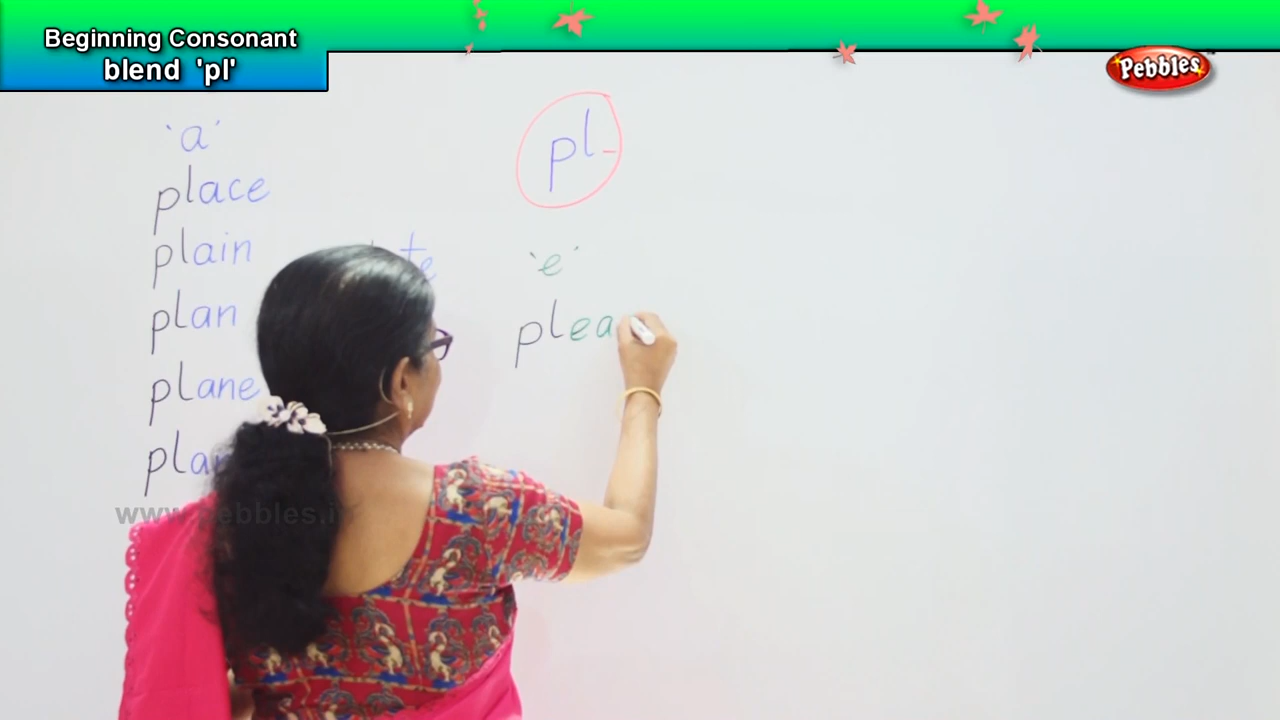 Beginning Consonant
blend 'pl'
Pebbles
'a'
place
plain
plan
plane
pl-
'e'
plea